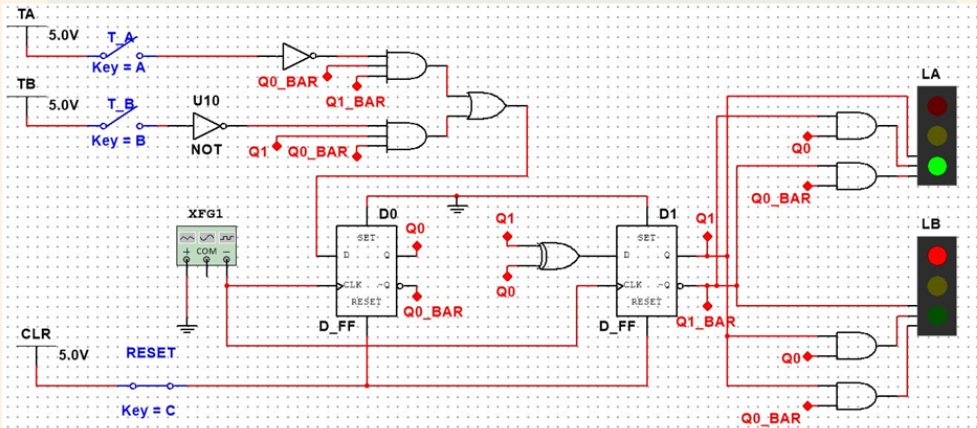 TA
5.0V
T_A
Key = A
Q0_BAR
Q1_BAR
TB
5.0V
T_B
Key = B
U10
NOT
Q1
Q0_BAR
LA
Q0
Q0_BAR
XFG1
+ COM −
D0
SET
D Q
CLK ~Q
RESET
D_FF
Q0
Q0_BAR
Q1
Q0
D1
SET
D Q
CLK ~Q
RESET
D_FF
Q1
Q1_BAR
LB
Q0
Q0_BAR
CLR
5.0V
RESET
Key = C